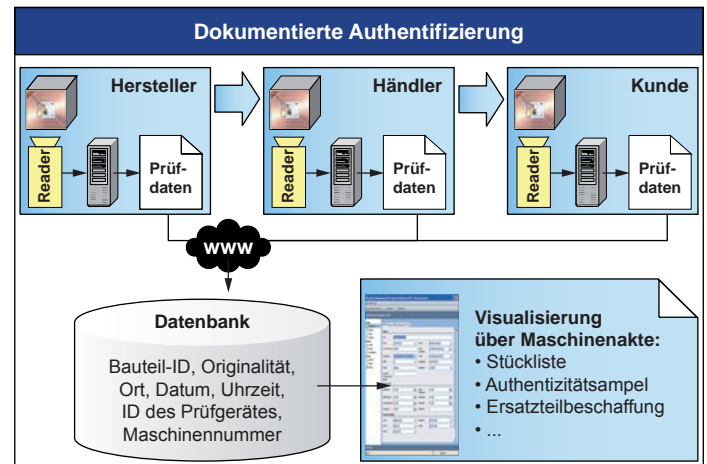 Dokumentierte Authentifizierung
Hersteller
Händler
Kunde
Reader
Prüf-
daten
Reader
Prüf-
daten
Reader
Prüf-
daten
www
Datenbank
Bauteil-ID, Originalität,
Ort, Datum, Uhrzeit,
ID des Prüfgerätes,
Maschinennummer
Visualisierung
über Maschinenakte:
• Stückliste
• Authentizitätsampel
• Ersatzteilbeschaffung
• ...